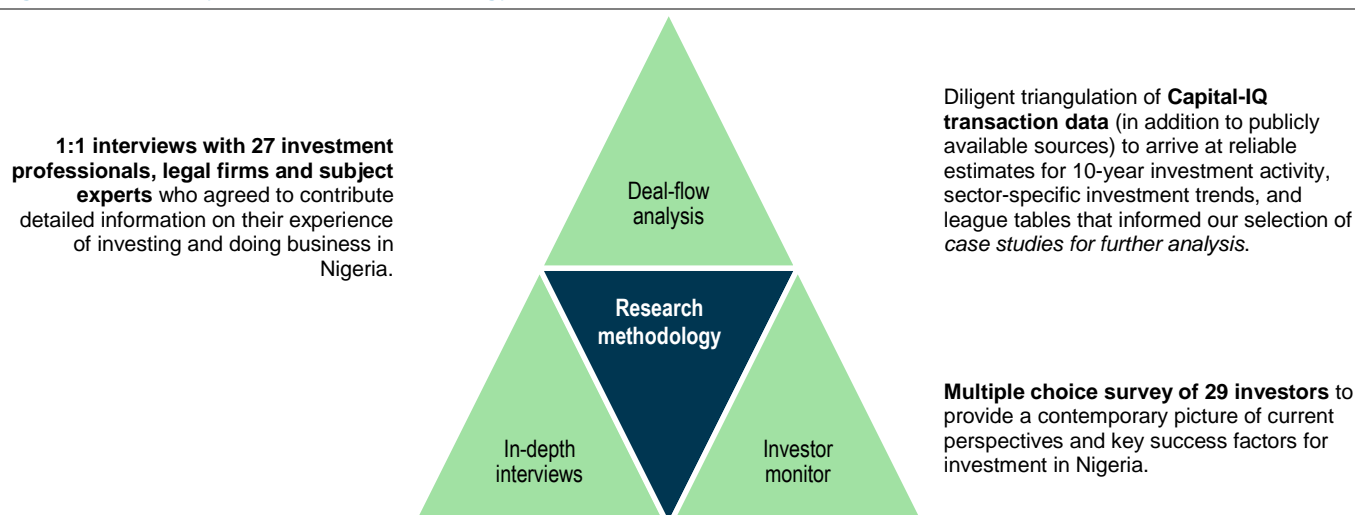 1:1 interviews with 27 investment
professionals, legal firms and subject
experts who agreed to contribute
detailed information on their experience
of investing and doing business in
Nigeria.
Deal-flow
analysis
Diligent triangulation of Capital-IQ
transaction data (in addition to publicly
available sources) to arrive at reliable
estimates for 10-year investment activity,
sector-specific investment trends, and
league tables that informed our selection of
case studies for further analysis.
Research
methodology
In-depth
interviews
Investor
monitor
Multiple choice survey of 29 investors to
provide a contemporary picture of current
perspectives and key success factors for
investment in Nigeria.